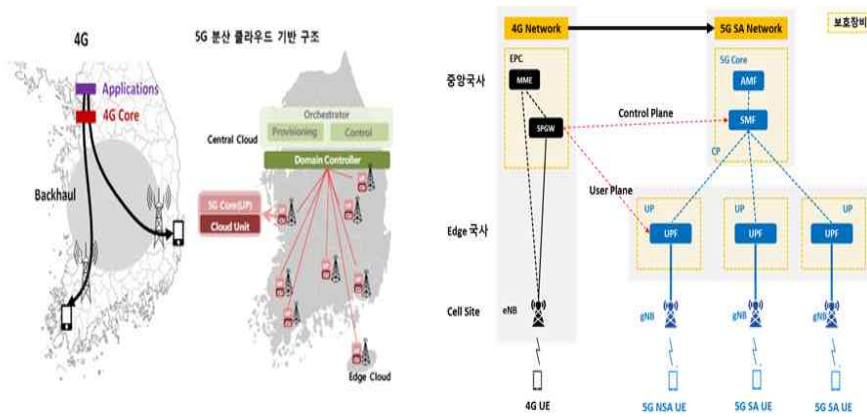 4G
5G 분산 클라우드 기반 구조
Applications
4G Core
Backhaul
Orchestrator
Provisioning
Control
Central Cloud
Domain Controller
5G Core(UP)
Cloud Unit
Edge Cloud
4G Network
5G SA Network
보호장비
중앙국사
EPC
MME
SPGW
5G Core
AMF
SMF
Control Plane
CP
User Plane
Edge 국사
UP
UP
UP
UPF
UPF
UPF
Cell Site
eNB
gNB
gNB
gNB
4G UE
5G NSA UE
5G SA UE
5G SA UE